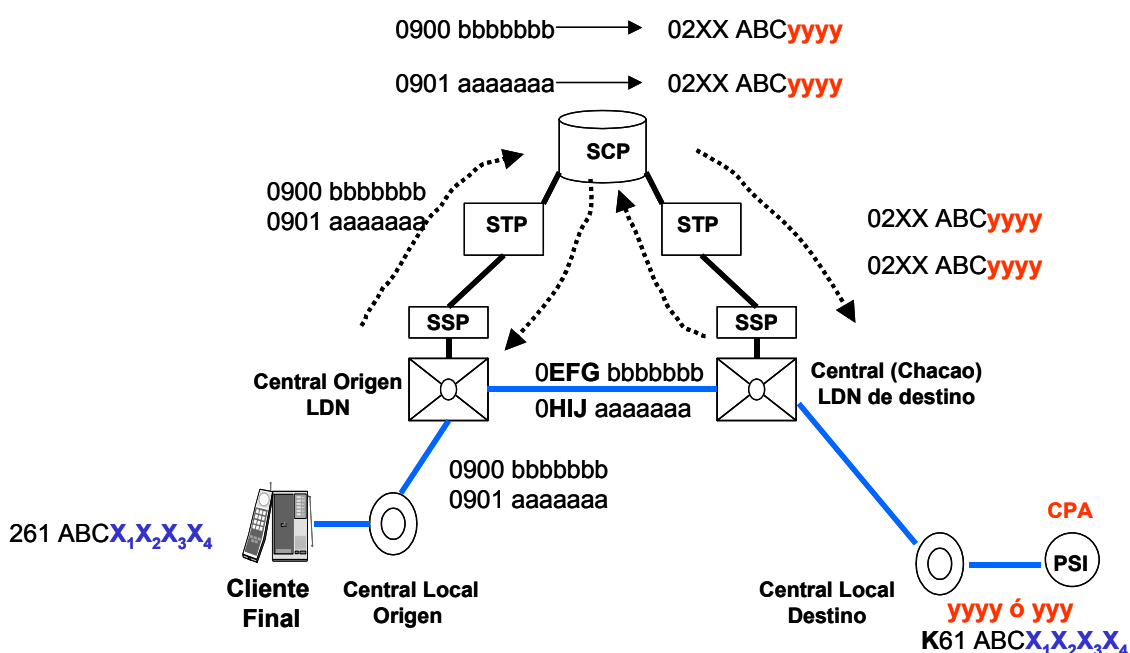 0900 bbbbbbb 02XX ABCyyyy
0901 aaaaaaa 02XX ABCyyyy
SCP
0900 bbbbbbb
0901 aaaaaaa
STP
STP
02XX ABCyyyy
02XX ABCyyyy
SSP
SSP
Central Origen
LDN
0EFG bbbbbbb
0HIJ aaaaaaa
Central (Chacao)
LDN de destino
0900 bbbbbbb
0901 aaaaaaa
261 ABCX₁X₂X₃X₄
Cliente
Final
Central Local
Origen
CPA
PSI
Central Local
Destino
yyyy ó yyy
K61 ABCX₁X₂X₃X₄